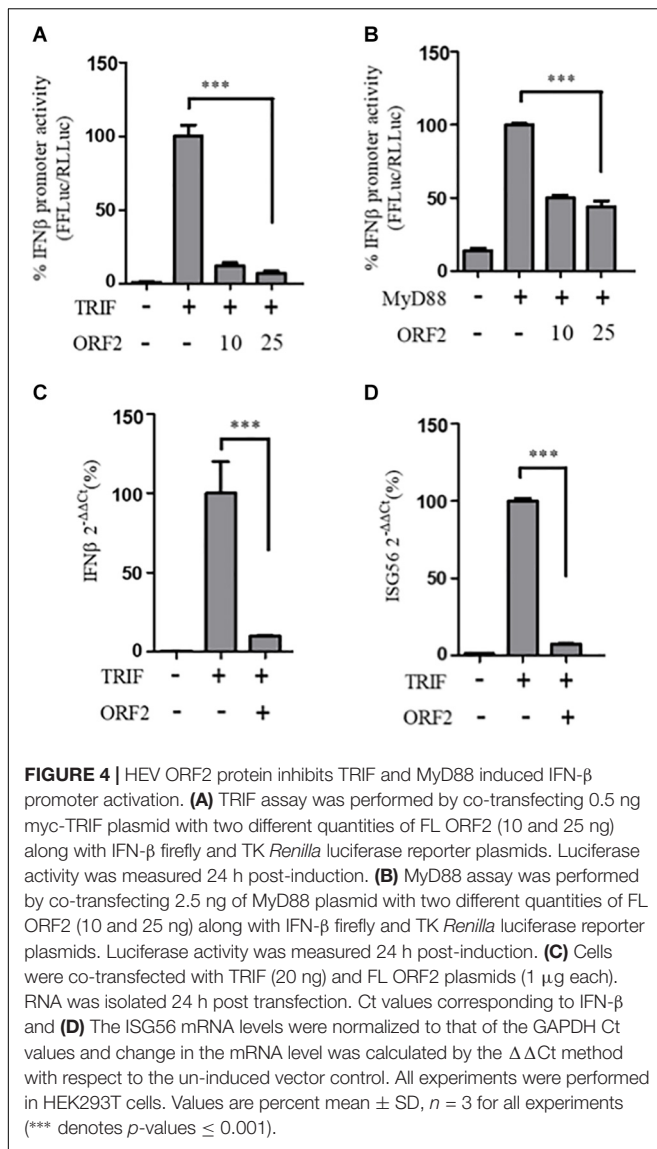 A
B
150
100
50
0
% IFNβ promoter activity
(FFLuc/RLLuc)
***
TRIF - + + +
ORF2 - - 10 25
150
100
50
0
% IFNβ promoter activity
(FFLuc/RLLuc)
***
MyD88 - + + +
ORF2 - - 10 25
C
D
150
100
50
0
IFNβ 2^-ΔΔCt(%)
***
TRIF - + +
ORF2 - - +
150
100
50
0
ISG56 2^-ΔΔCt(%)
***
TRIF - + +
ORF2 - - +
FIGURE 4 | HEV ORF2 protein inhibits TRIF and MyD88 induced IFN-β
promoter activation. (A) TRIF assay was performed by co-transfecting 0.5 ng
myc-TRIF plasmid with two different quantities of FL ORF2 (10 and 25 ng)
along with IFN-β firefly and TK Renilla luciferase reporter plasmids. Luciferase
activity was measured 24 h post-induction. (B) MyD88 assay was performed
by co-transfecting 2.5 ng of MyD88 plasmid with two different quantities of FL
ORF2 (10 and 25 ng) along with IFN-β firefly and TK Renilla luciferase reporter
plasmids. Luciferase activity was measured 24 h post-induction. (C) Cells
were co-transfected with TRIF (20 ng) and FL ORF2 plasmids (1 μg each).
RNA was isolated 24 h post transfection. Ct values corresponding to IFN-β
and (D) The ISG56 mRNA levels were normalized to that of the GAPDH Ct
values and change in the mRNA level was calculated by the ΔΔCt method
with respect to the un-induced vector control. All experiments were performed
in HEK293T cells. Values are percent mean ± SD, n = 3 for all experiments
(*** denotes p-values ≤ 0.001).